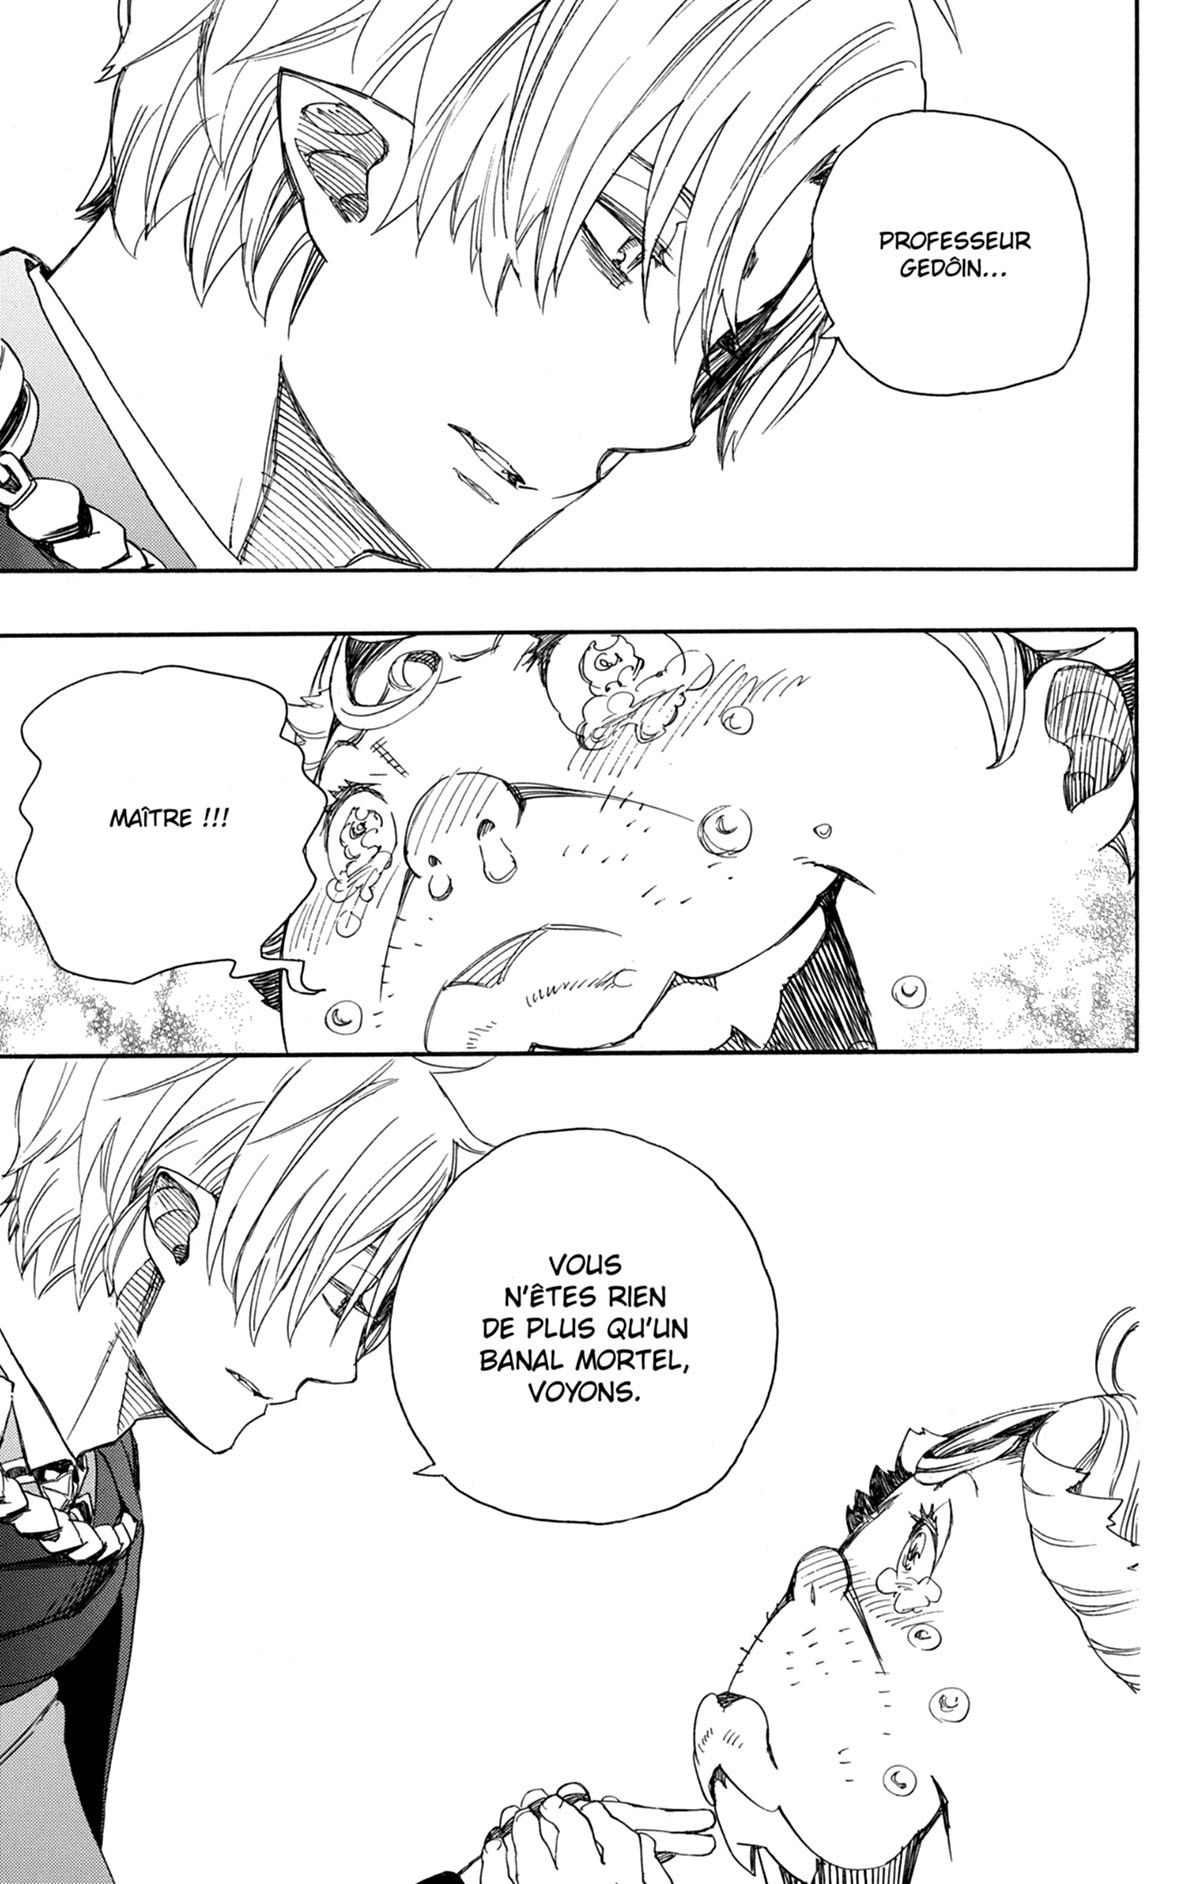 PROFESSEUR
GEDÔIN...
MAÎTRE !!!
VOUS
N'ÊTES RIEN
DE PLUS QU'UN
BANAL MORTEL,
VOYONS.